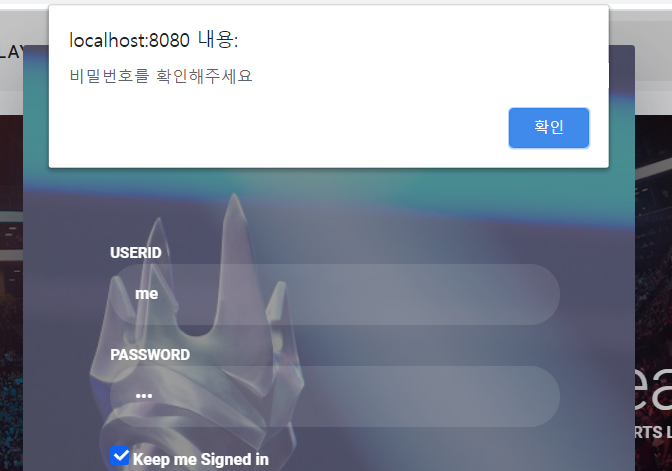 localhost:8080 내용:
비밀번호를 확인해주세요
확인
USERID
me
PASSWORD
•••
Keep me Signed in